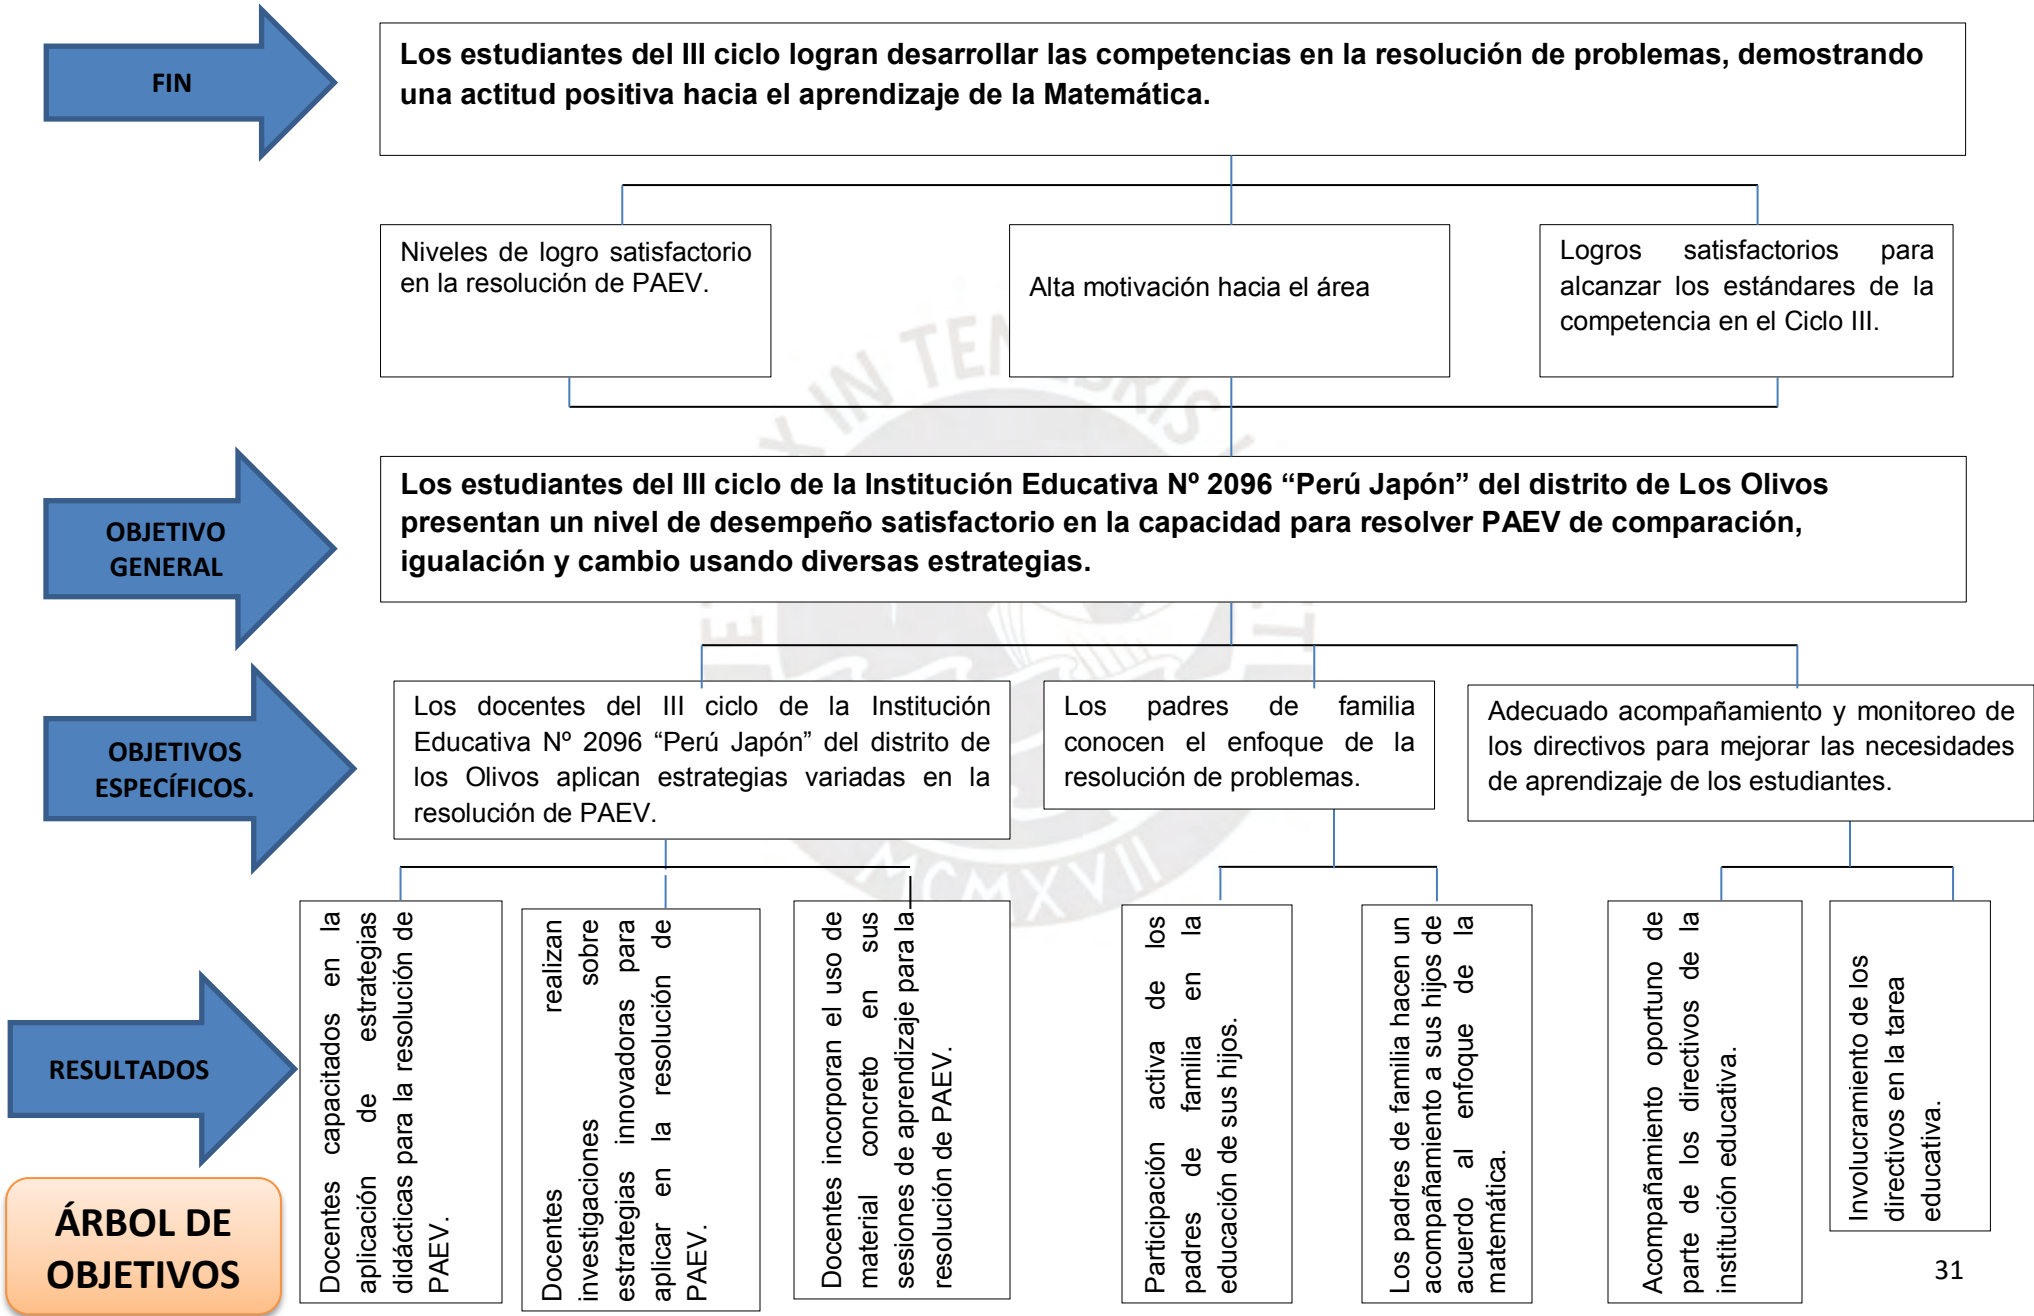 FIN
Los estudiantes del III ciclo logran desarrollar las competencias en la resolución de problemas, demostrando
una actitud positiva hacia el aprendizaje de la Matemática.
Niveles de logro satisfactorio
en la resolución de PAEV.
Alta motivación hacia el área
Logros satisfactorios para
alcanzar los estándares de la
competencia en el Ciclo III.
OBJETIVO
GENERAL
Los estudiantes del III ciclo de la Institución Educativa Nº 2096 “Perú Japón” del distrito de Los Olivos
presentan un nivel de desempeño satisfactorio en la capacidad para resolver PAEV de comparación,
igualación y cambio usando diversas estrategias.
OBJETIVOS
ESPECÍFICOS.
Los docentes del III ciclo de la Institución
Educativa Nº 2096 “Perú Japón” del distrito de
los Olivos aplican estrategias variadas en la
resolución de PAEV.
Los padres de familia
conocen el enfoque de la
resolución de problemas.
Adecuado acompañamiento y monitoreo de
los directivos para mejorar las necesidades
de aprendizaje de los estudiantes.
RESULTADOS
Docentes capacitados en la
aplicación de estrategias
didácticas para la resolución de
PAEV.
Docentes realizan
investigaciones sobre
estrategias innovadoras para
aplicar en la resolución de
PAEV.
Docentes incorporan el uso de
material concreto en sus
sesiones de aprendizaje para la
resolución de PAEV.
Participación activa de los
padres de familia en la
educación de sus hijos.
Los padres de familia hacen un
acompañamiento a sus hijos de
acuerdo al enfoque de la
matemática.
Acompañamiento oportuno de
parte de los directivos de la
institución educativa.
Involucramiento de los
directivos en la tarea
educativa.
ÁRBOL DE
OBJETIVOS
31
IN TENEBRIS
MCMXVII